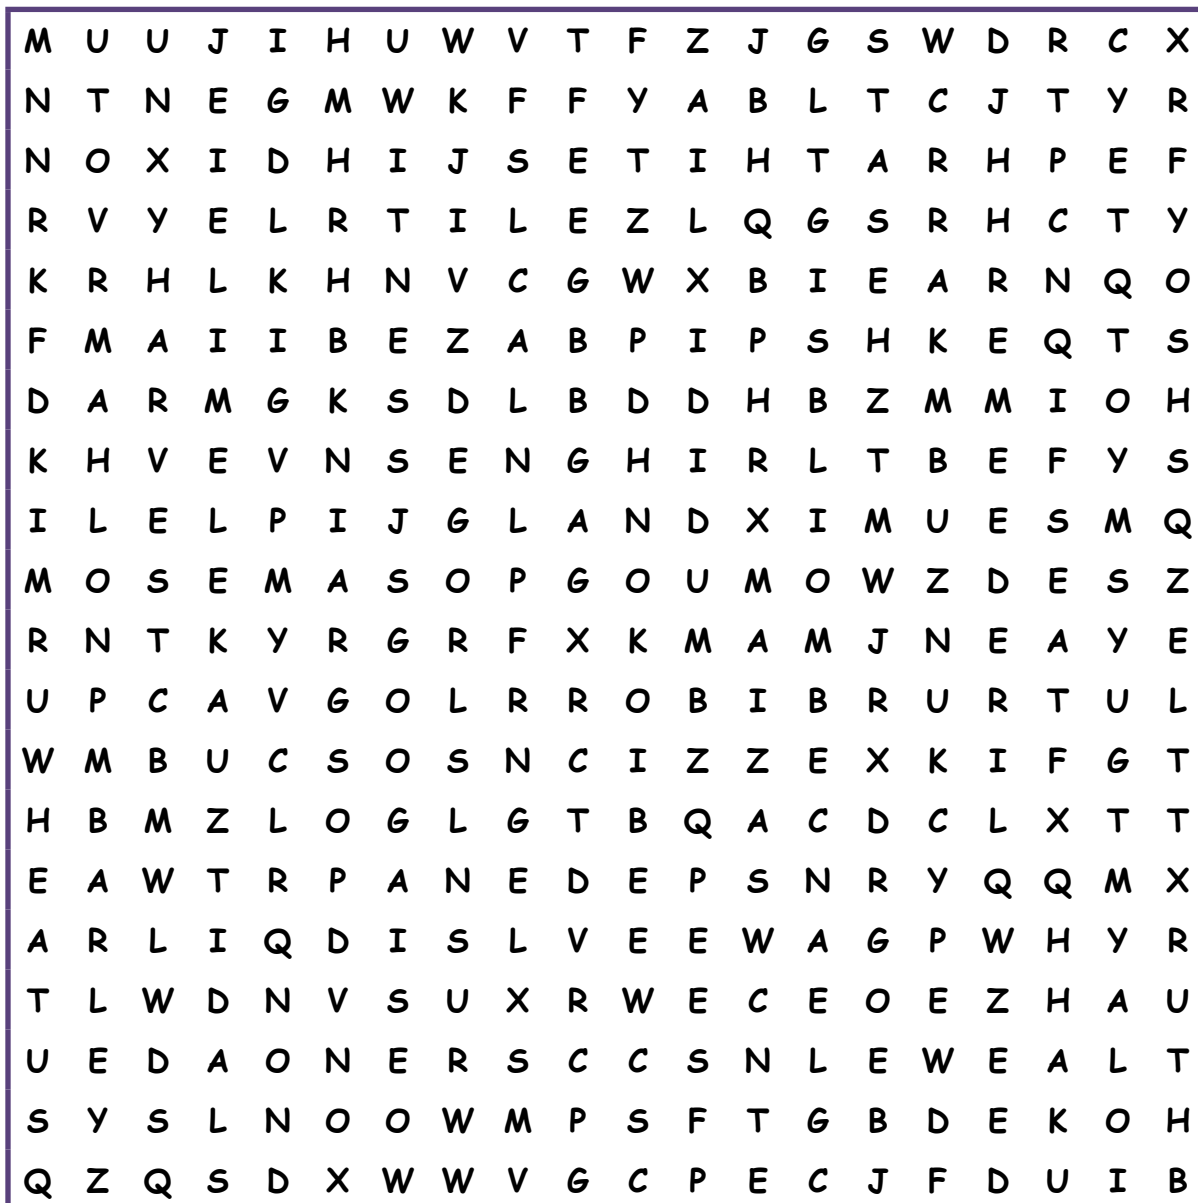 M U U J I H U W V T F Z J G S W D R C X
N T N E G M W K F F Y A B L T C J T Y R
N O X I D H I J S E T I H T A R H P E F
R V Y E L R T I L E Z L Q G S R H C T Y
K R H L K H N V C G W X B I E A R N Q O
F M A I I B E Z A B P I P S H K E Q T S
D A R M G K S D L B D D H B Z M M I O H
K H V E V N S E N G H I R L T B E F Y S
I L E L P I J G L A N D X I M U E S M Q
M O S E M A S O P G O U M O W Z D E S Z
R N T K Y R G R F X K M A M J N E A Y E
U P C A V G O L R R O B I B R U R T U L
W M B U C S O S N C I Z Z E X K I F G T
H B M Z L O G L G T B Q A C D C L X T T
E A W T R P A N E D E P S N R Y Q Q M X
A R L I Q D I S L V E E W A G P W H Y R
T L W D N V S U X R W E C E O E Z H A U
U E D A O N E R S C C S N L E W E A L T
S Y S L N O O W M P S F T G B D E K O H
Q Z Q S D X W W V G C P E C J F D U I B